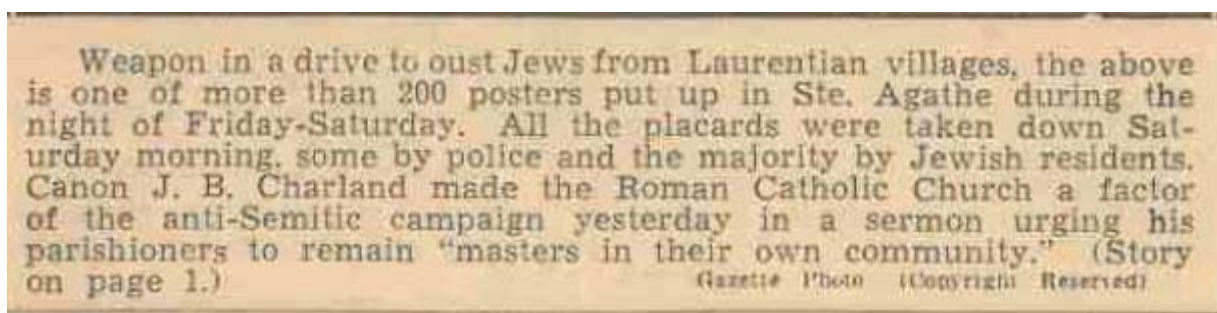 Weapon in a drive to oust Jews from Laurentian villages, the above
is one of more than 200 posters put up in Ste. Agathe during the
night of Friday-Saturday. All the placards were taken down Sat-
urday morning, some by police and the majority by Jewish residents.
Canon J. B. Charland made the Roman Catholic Church a factor
of the anti-Semitic campaign yesterday in a sermon urging his
parishioners to remain "masters in their own community." (Story
on page 1.) Gazette Photo (Copyright Reserved)